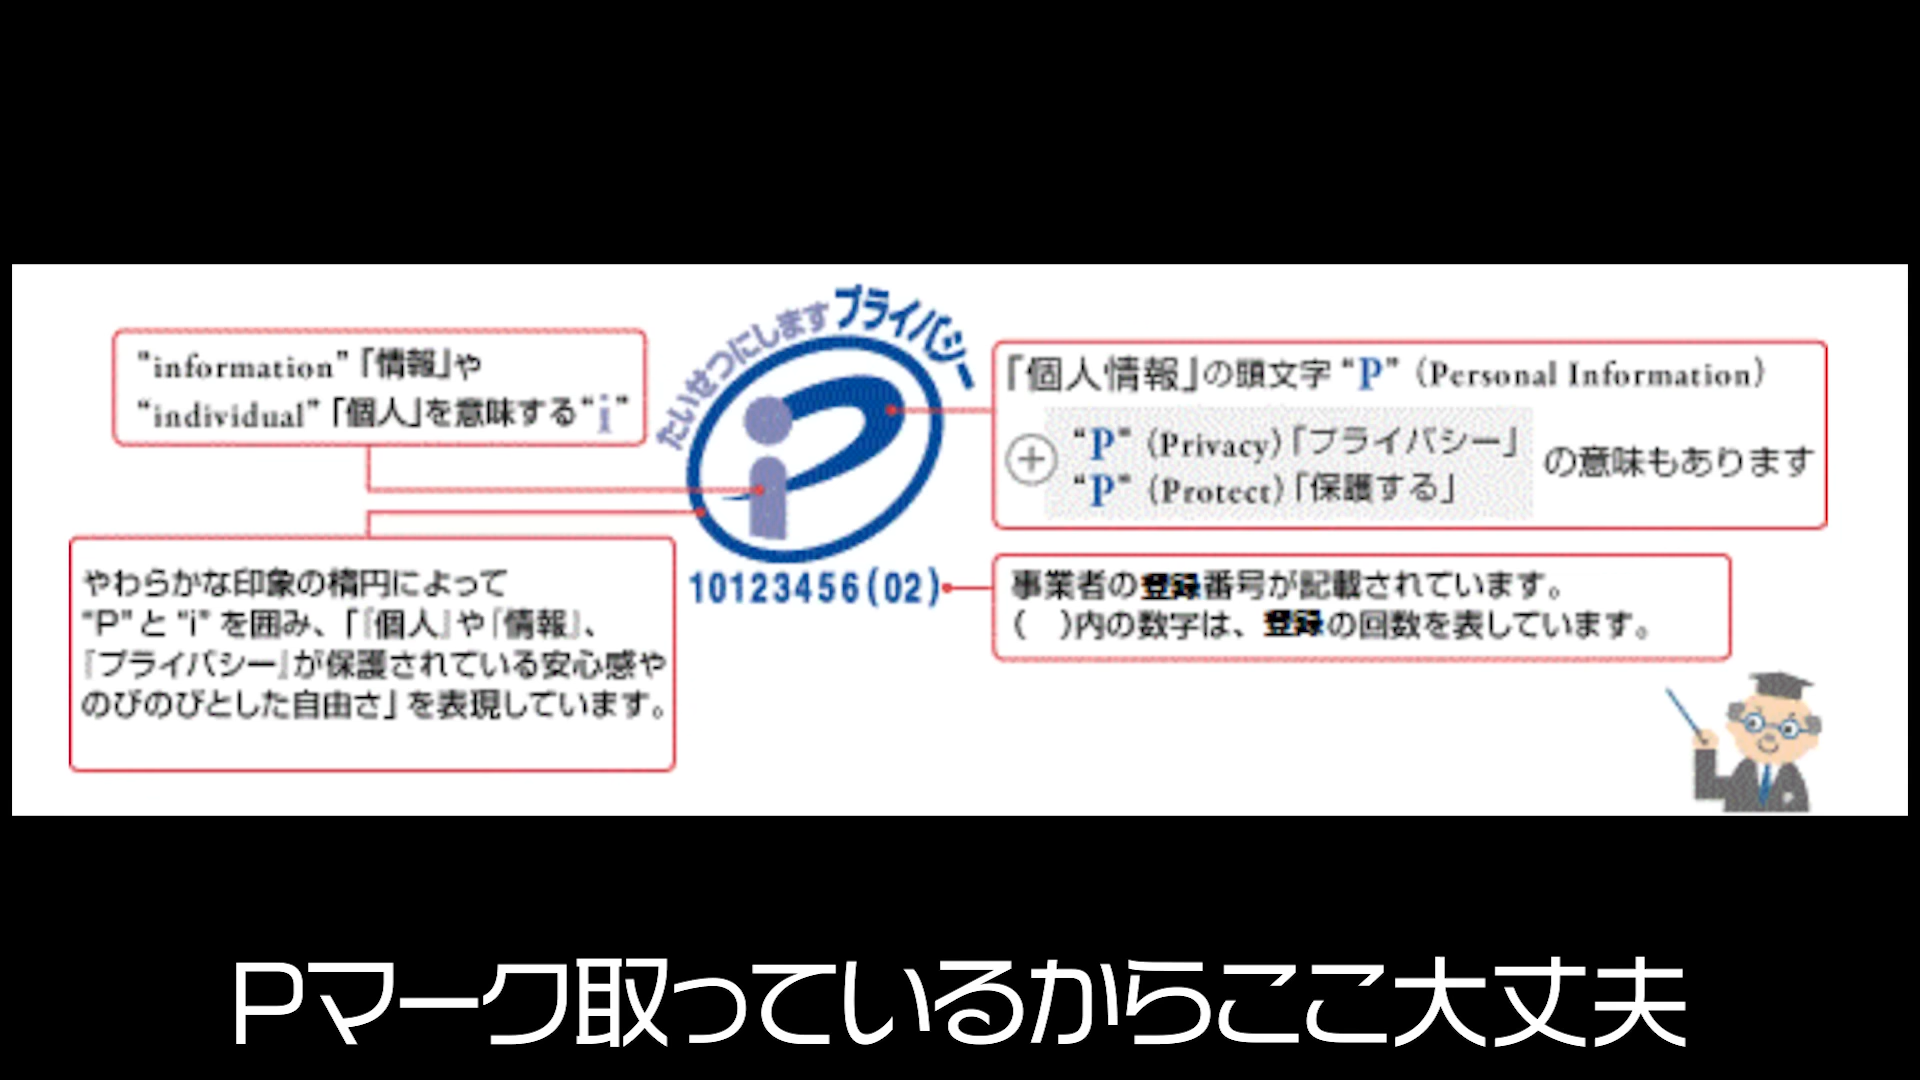 "information"「情報」や
"individual"「個人」を意味する"i"
たいせつにしますプライバシー
「個人情報」の頭文字"P"（Personal Information）
"P"（Privacy）「プライバシー」
"P"（Protect）「保護する」
の意味もあります
やわらかな印象の楕円によって
"P"と"i"を囲み、「『個人』や『情報』、
『プライバシー』が保護されている安心感や
のびのびとした自由さ」を表現しています。
10123456(02)
事業者の登録番号が記載されています。
（　）内の数字は、登録の回数を表しています。
Pマーク取っているからここ大丈夫